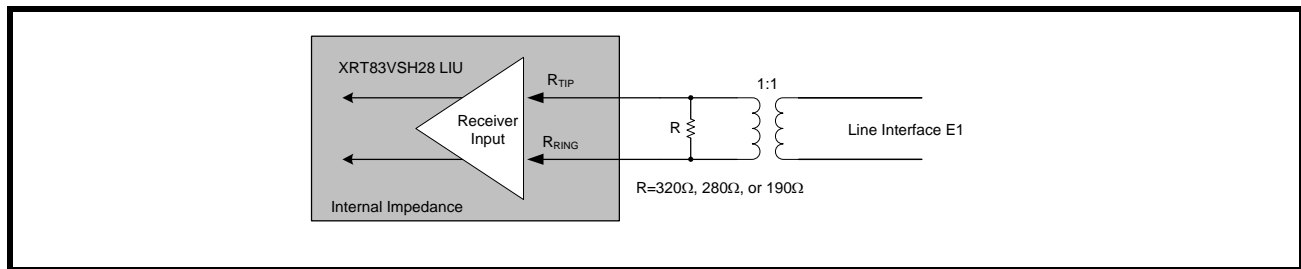 XRT83VSH28 LIU
RTIP
1:1
Receiver
Input
R
RRING
Line Interface E1
R=320Ω, 280Ω, or 190Ω
Internal Impedance